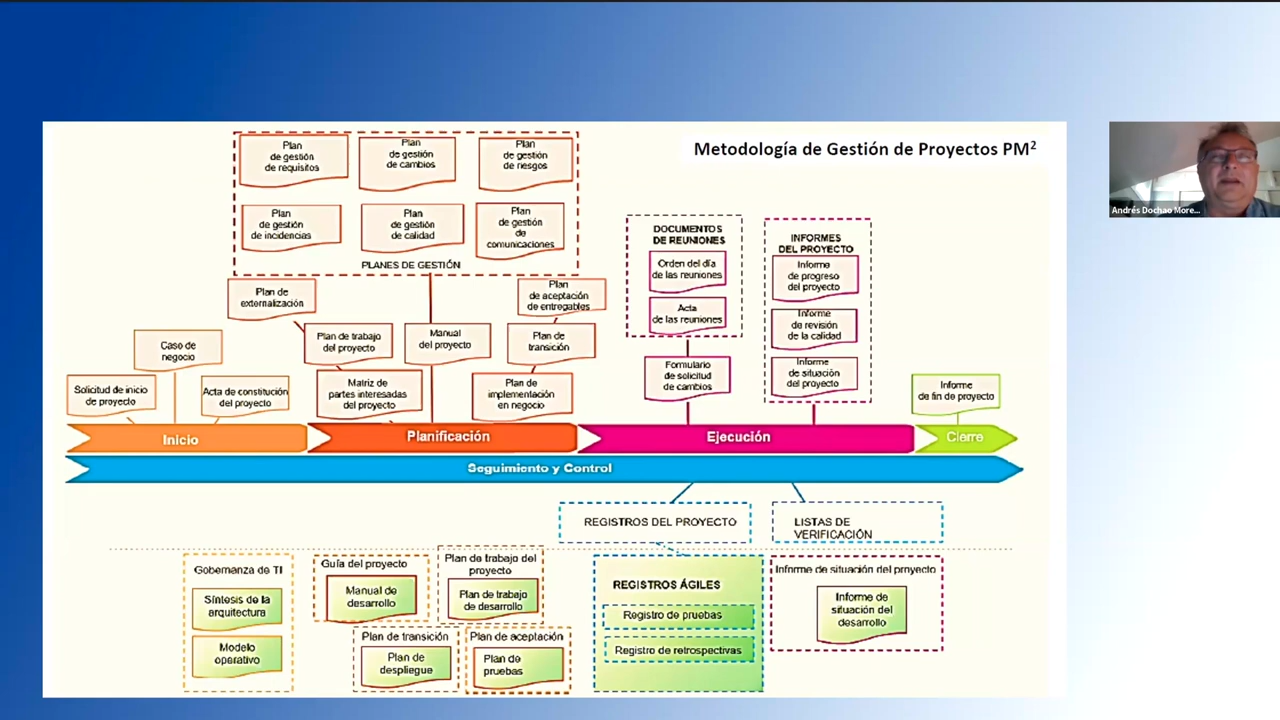 Metodología de Gestión de Proyectos PM²
Andrés Dochao More...
Plan
de gestión
de requisitos
Plan
de gestión
de cambios
Plan
de gestión
de riesgos
Plan
de gestión
de incidencias
Plan
de gestión
de calidad
Plan
de gestión
de
comunicaciones
PLANES DE GESTIÓN
Plan de
externalización
Plan
de aceptación
de entregables
Plan de trabajo
del proyecto
Manual
del proyecto
Plan de
transición
Matriz de
partes interesadas
del proyecto
Plan de
implementación
en negocio
Caso de
negocio
Solicitud de inicio
de proyecto
Acta de constitución
del proyecto
DOCUMENTOS
DE REUNIONES
Orden del día
de las reuniones
Acta
de las reuniones
Formulario
de solicitud
de cambios
INFORMES
DEL PROYECTO
Informe
de progreso
del proyecto
Informe
de revisión
de la calidad
Informe
de situación
del proyecto
Informe
de fin de proyecto
Inicio
Planificación
Ejecución
Cierre
Seguimiento y Control
REGISTROS DEL PROYECTO
LISTAS DE
VERIFICACIÓN
Gobernanza de TI
Síntesis de la
arquitectura
Modelo
operativo
Guía del proyecto
Manual de
desarrollo
Plan de trabajo del
proyecto
Plan de trabajo
de desarrollo
Plan de transición
Plan de
despliegue
Plan de aceptación
Plan de
pruebas
REGISTROS ÁGILES
Registro de pruebas
Registro de retrospectivas
Informe de situación del proyecto
Informe de
situación del
desarrollo